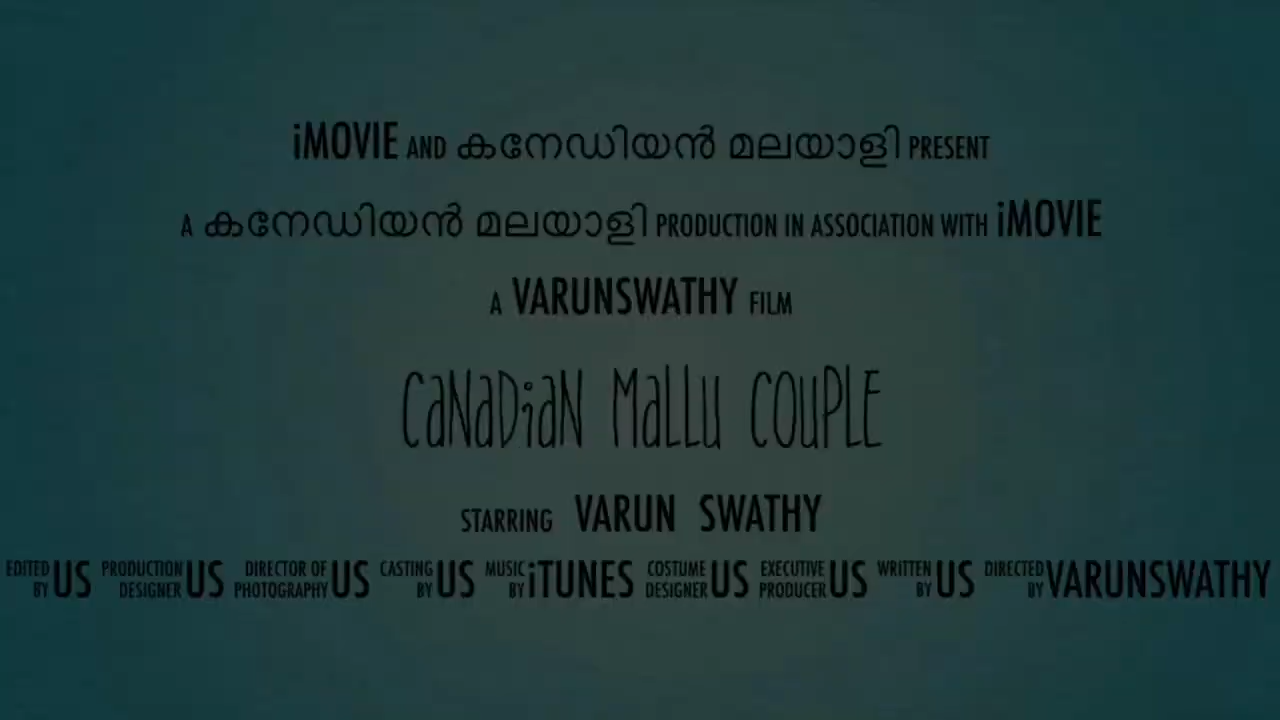 iMOVIE AND കനേഡിയൻ മലയാളി PRESENT
A കനേഡിയൻ മലയാളി PRODUCTION IN ASSOCIATION WITH iMOVIE
A VARUNSWATHY FILM
CaNaDiaN MaLLU COUPLE
STARRING VARUN SWATHY
EDITED BY US PRODUCTION DESIGNER US DIRECTOR OF PHOTOGRAPHY US CASTING BY US MUSIC BY iTUNES COSTUME DESIGNER US EXECUTIVE PRODUCER US WRITTEN BY US DIRECTED BY VARUNSWATHY